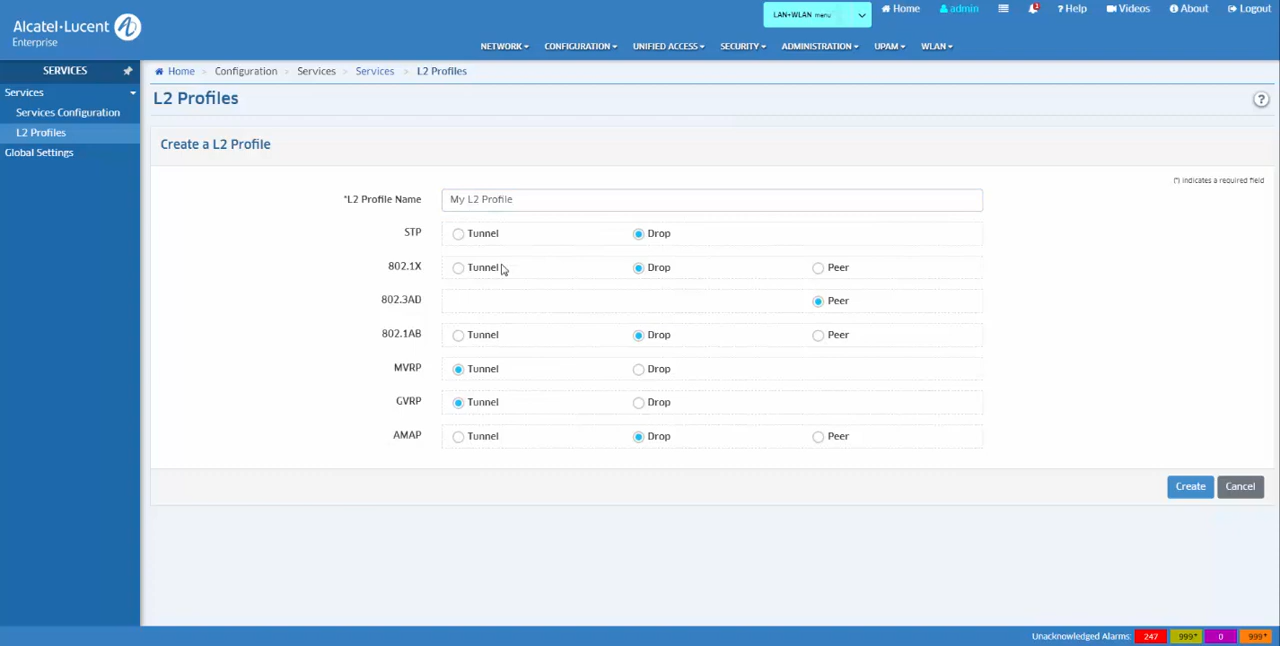 Alcatel·Lucent
Enterprise
LAN+WLAN menu
Home
admin
1
? Help
Videos
About
Logout
NETWORK
CONFIGURATION
UNIFIED ACCESS
SECURITY
ADMINISTRATION
UPAM
WLAN
SERVICES
Services
Services Configuration
L2 Profiles
Global Settings
Home > Configuration > Services > Services > L2 Profiles
L2 Profiles
?
Create a L2 Profile
(*) indicates a required field
*L2 Profile Name My L2 Profile
STP Tunnel Drop
802.1X Tunnel Drop Peer
802.3AD Peer
802.1AB Tunnel Drop Peer
MVRP Tunnel Drop
GVRP Tunnel Drop
AMAP Tunnel Drop Peer
Create Cancel
Unacknowledged Alarms: 247 999+ 0 999+